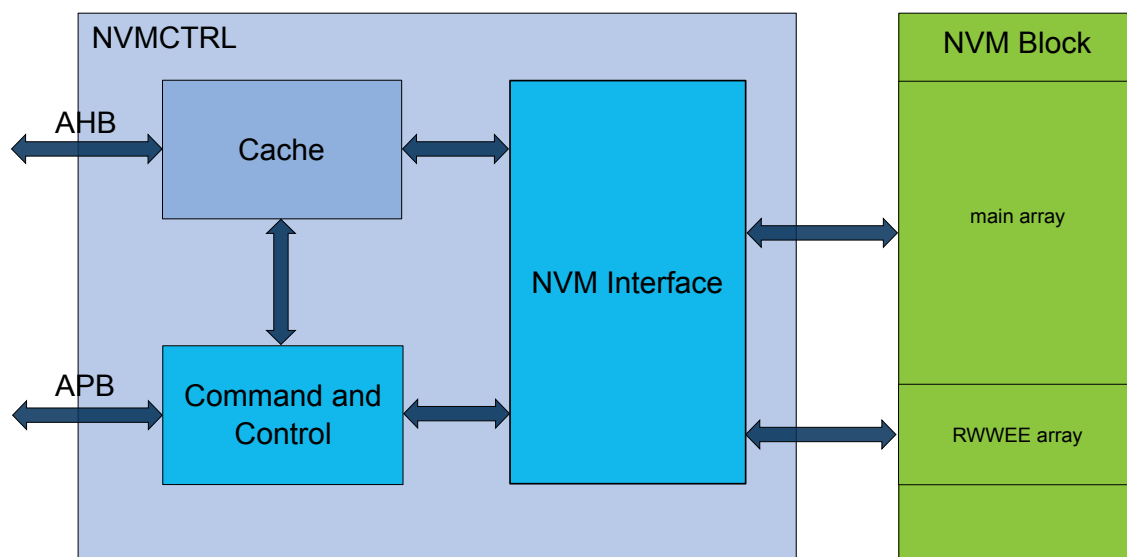 NVMCTRL
NVM Block
AHB
Cache
main array
NVM Interface
APB
Command and
Control
RWWEE array